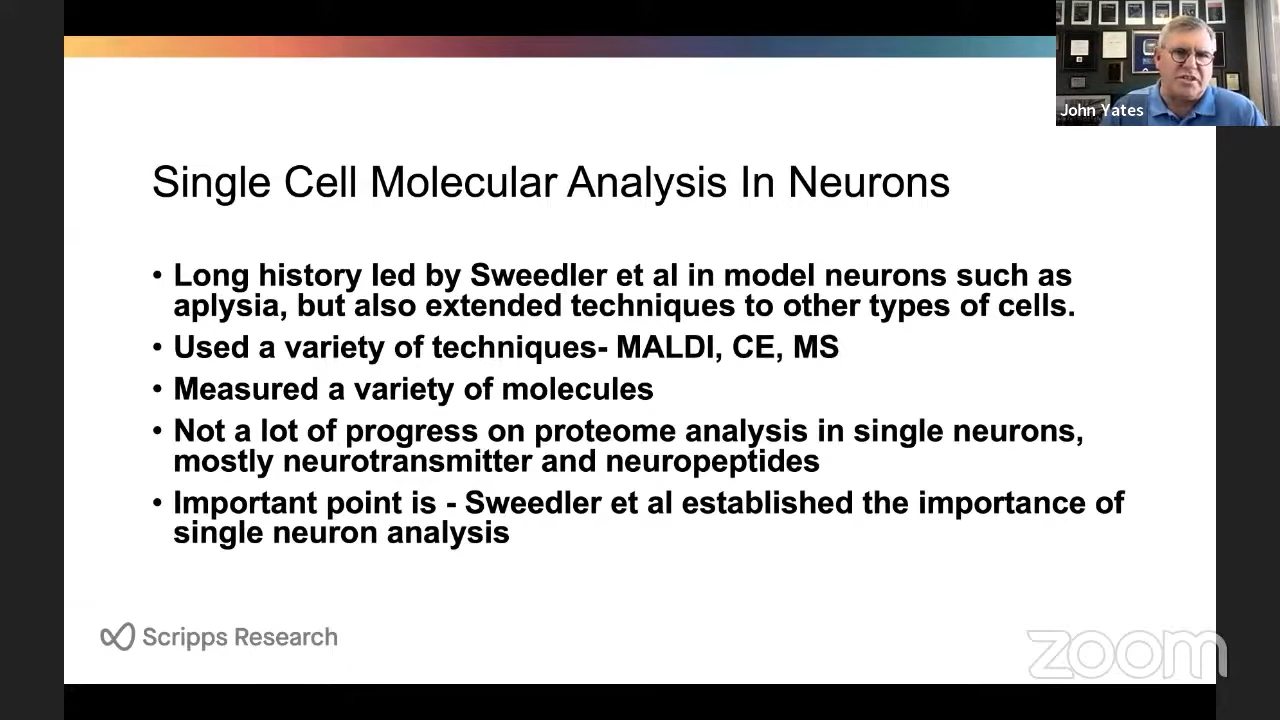 John Yates
Single Cell Molecular Analysis In Neurons
• Long history led by Sweedler et al in model neurons such as
aplysia, but also extended techniques to other types of cells.
• Used a variety of techniques- MALDI, CE, MS
• Measured a variety of molecules
• Not a lot of progress on proteome analysis in single neurons,
mostly neurotransmitter and neuropeptides
• Important point is - Sweedler et al established the importance of
single neuron analysis
Scripps Research
zoom